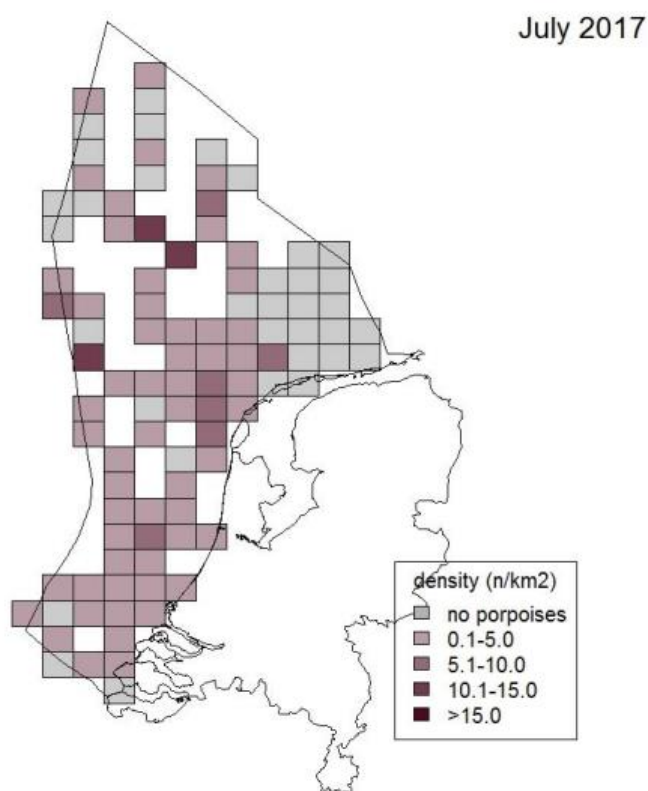 July 2017
density (n/km2)
no porpoises
0.1-5.0
5.1-10.0
10.1-15.0
>15.0